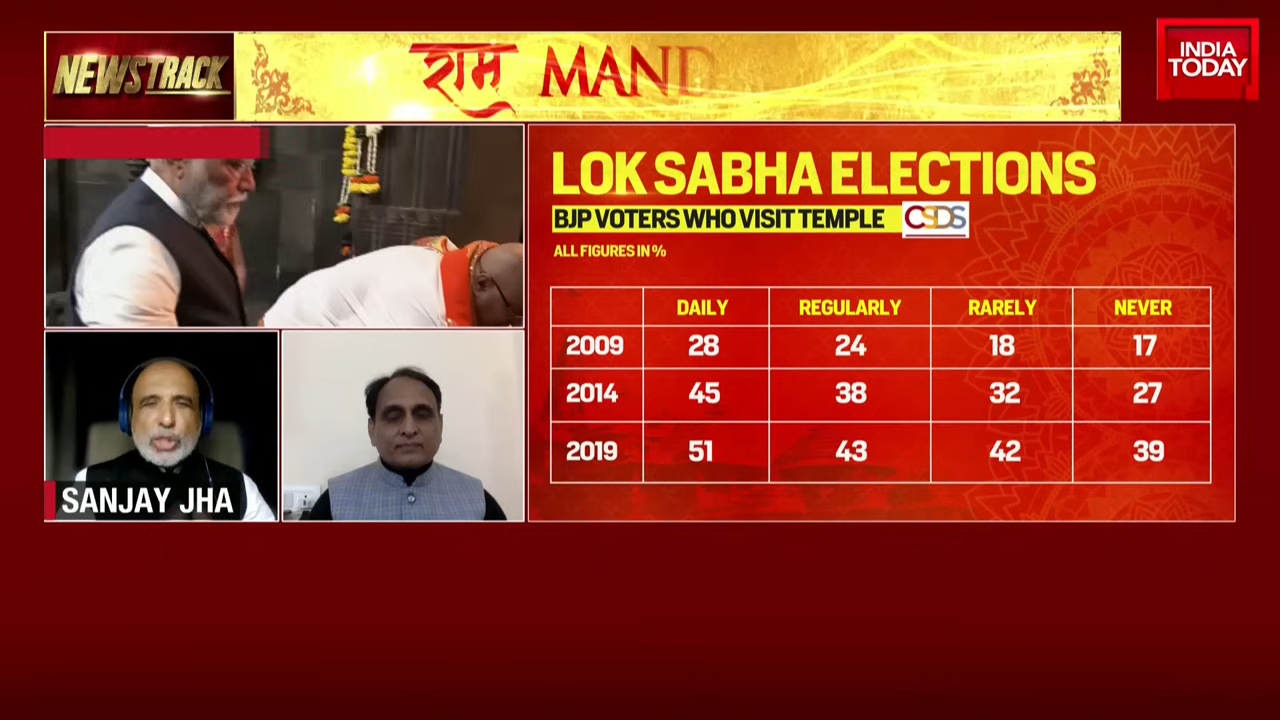 NEWSTRACK
राम MAND
INDIA
TODAY
LOK SABHA ELECTIONS
BJP VOTERS WHO VISIT TEMPLE CSDS
ALL FIGURES IN %
DAILY REGULARLY RARELY NEVER
2009 28 24 18 17
2014 45 38 32 27
2019 51 43 42 39
SANJAY JHA